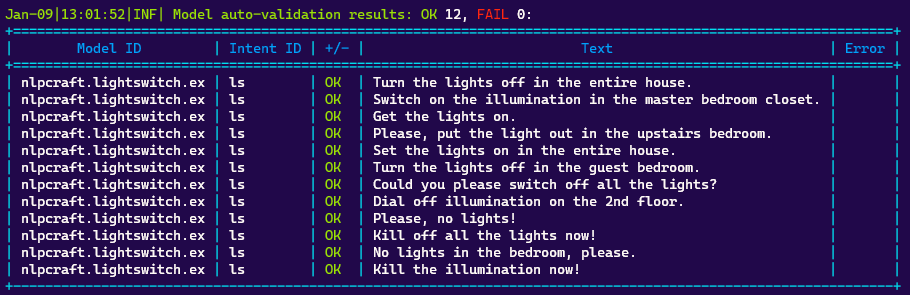 Jan-09|13:01:52|INF| Model auto-validation results: OK 12, FAIL 0:
+=========================================================================================================+
| Model ID | Intent ID | +/- | Text | Error |
+=========================================================================================================+
| nlpcraft.lightswitch.ex | ls | OK | Turn the lights off in the entire house. | |
| nlpcraft.lightswitch.ex | ls | OK | Switch on the illumination in the master bedroom closet. | |
| nlpcraft.lightswitch.ex | ls | OK | Get the lights on. | |
| nlpcraft.lightswitch.ex | ls | OK | Please, put the light out in the upstairs bedroom. | |
| nlpcraft.lightswitch.ex | ls | OK | Set the lights on in the entire house. | |
| nlpcraft.lightswitch.ex | ls | OK | Turn the lights off in the guest bedroom. | |
| nlpcraft.lightswitch.ex | ls | OK | Could you please switch off all the lights? | |
| nlpcraft.lightswitch.ex | ls | OK | Dial off illumination on the 2nd floor. | |
| nlpcraft.lightswitch.ex | ls | OK | Please, no lights! | |
| nlpcraft.lightswitch.ex | ls | OK | Kill off all the lights now! | |
| nlpcraft.lightswitch.ex | ls | OK | No lights in the bedroom, please. | |
| nlpcraft.lightswitch.ex | ls | OK | Kill the illumination now! | |
+---------------------------------------------------------------------------------------------------------+